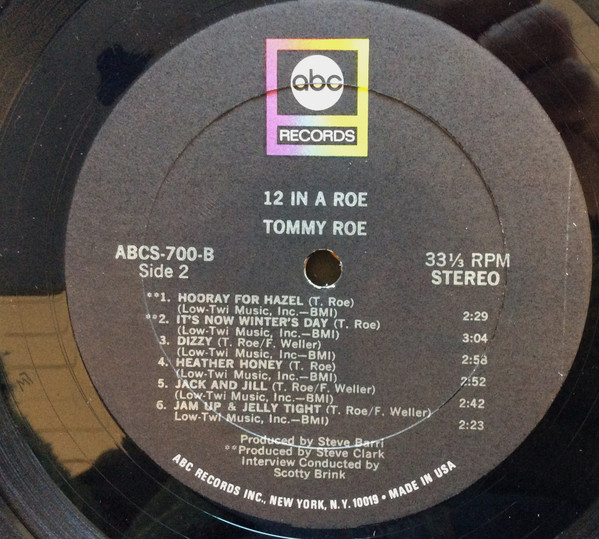 abc
RECORDS
12 IN A ROE
TOMMY ROE
ABCS-700-B
Side 2
33⅓ RPM
STEREO
**1. HOORAY FOR HAZEL (T. Roe)
(Low-Twi Music, Inc.—BMI) 2:29
**2. IT'S NOW WINTER'S DAY (T. Roe)
(Low-Twi Music, Inc.—BMI) 3:04
3. DIZZY (T. Roe/F. Weller)
(Low-Twi Music, Inc.—BMI) 2:58
4. HEATHER HONEY (T. Roe)
(Low-Twi Music, Inc.—BMI) 2:52
5. JACK AND JILL (T. Roe/F. Weller)
(Low-Twi Music, Inc.—BMI) 2:42
6. JAM UP & JELLY TIGHT (T. Roe/F. Weller)
Low-Twi Music, Inc.—BMI) 2:23
Produced by Steve Barri
**Produced by Steve Clark
Interview Conducted by
Scotty Brink
ABC RECORDS INC., NEW YORK, N.Y. 10019 • MADE IN USA